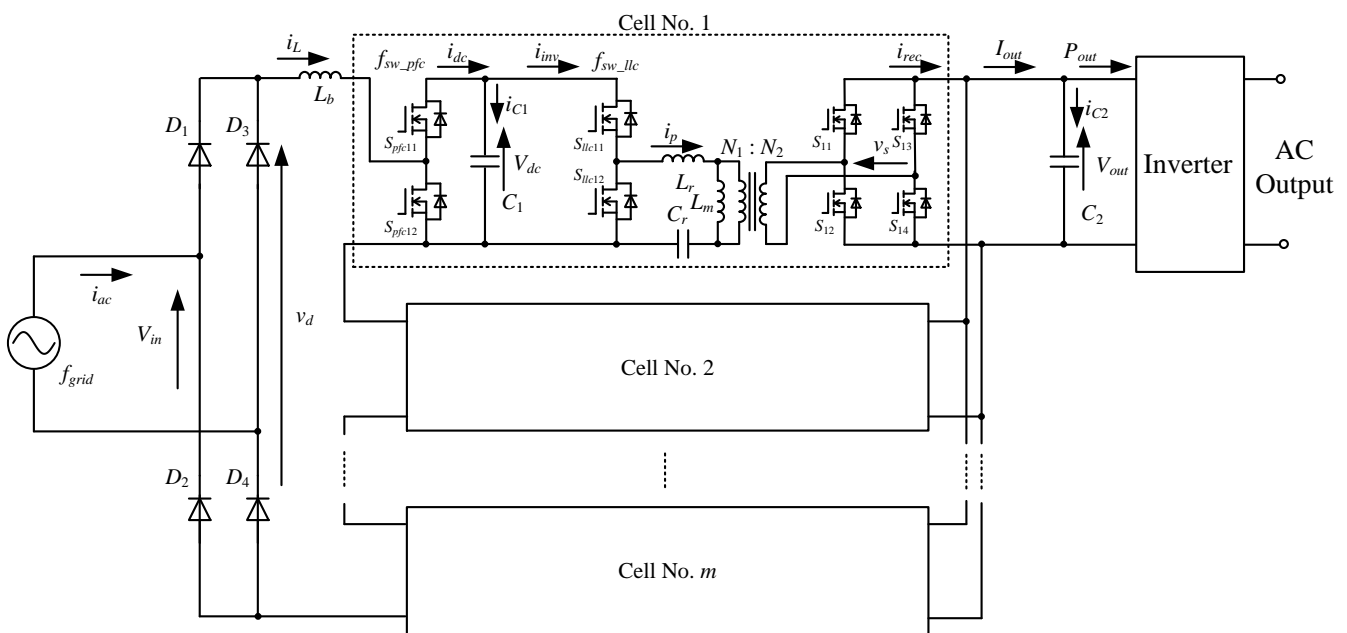 Cell No. 1
i_L
f_sw_pfc
i_dc
i_inv
f_sw_llc
i_rec
I_out
P_out
L_b
D_1
D_3
S_pfc11
i_C1
V_dc
C_1
S_pfc12
S_llc11
S_llc12
i_p
L_r
L_m
C_r
N_1 : N_2
S_11
S_13
v_s
S_12
S_14
i_C2
V_out
C_2
Inverter
AC
Output
i_ac
V_in
v_d
f_grid
Cell No. 2
D_2
D_4
Cell No. m